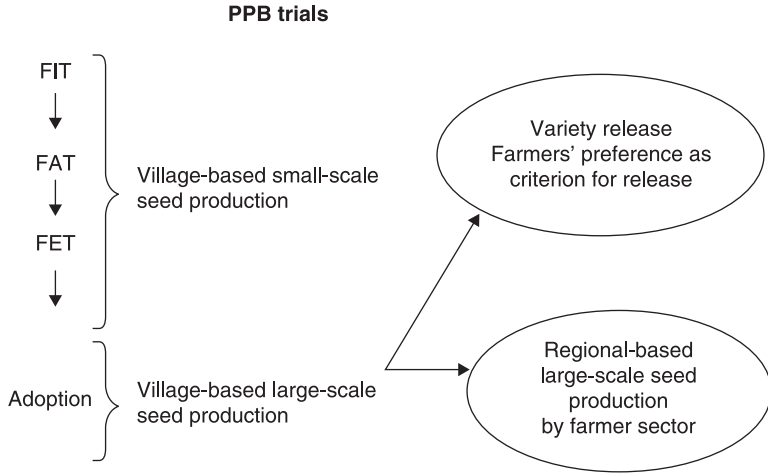 PPB trials
FIT
FAT
FET
Village-based small-scale
seed production
Adoption
Village-based large-scale
seed production
Variety release
Farmers' preference as
criterion for release
Regional-based
large-scale seed
production
by farmer sector